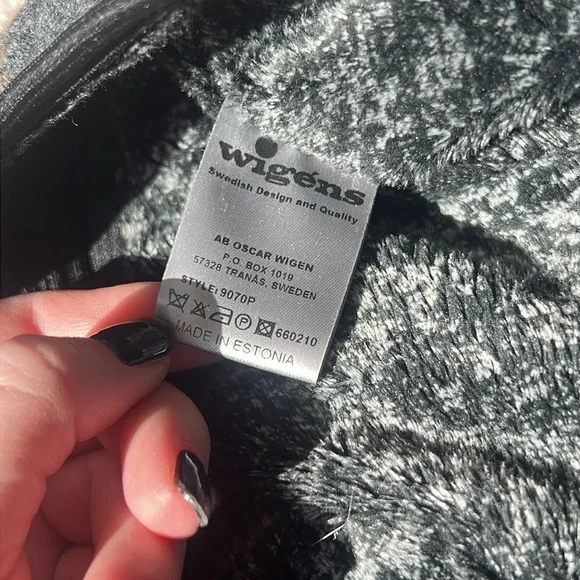 wigéns
Swedish Design and Quality
AB OSCAR WIGEN
P.O. BOX 1019
57328 TRANÅS, SWEDEN
STYLE: 9070P
P 660210
MADE IN ESTONIA